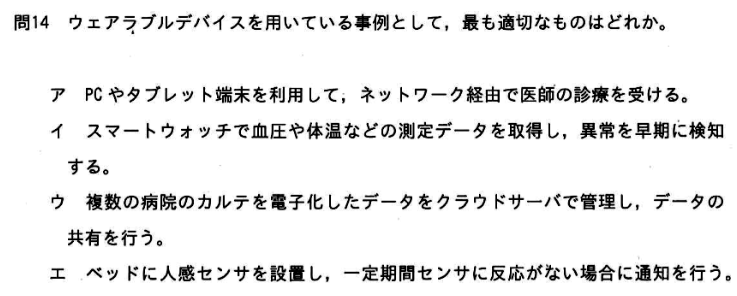 問14 ウェアラブルデバイスを用いている事例として，最も適切なものはどれか。
ア PCやタブレット端末を利用して，ネットワーク経由で医師の診療を受ける。
イ スマートウォッチで血圧や体温などの測定データを取得し，異常を早期に検知
する。
ウ 複数の病院のカルテを電子化したデータをクラウドサーバで管理し，データの
共有を行う。
エ ベッドに人感センサを設置し，一定期間センサに反応がない場合に通知を行う。